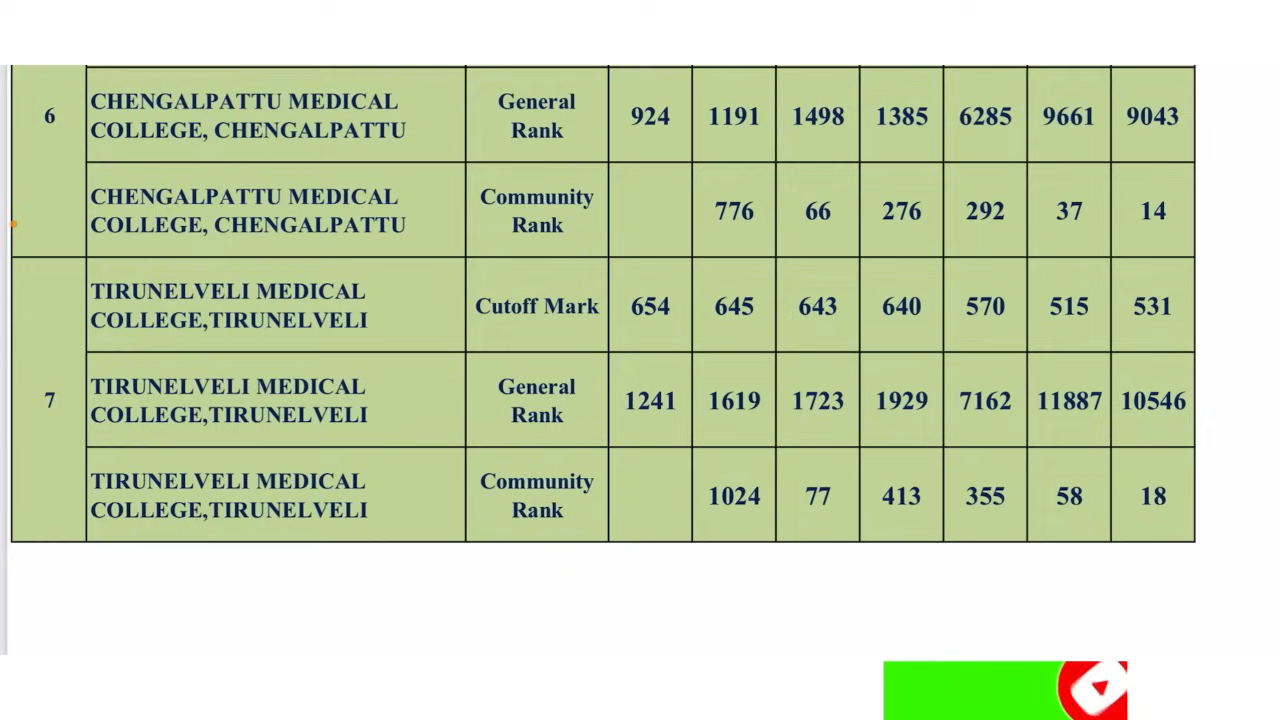 6
CHENGALPATTU MEDICAL
COLLEGE, CHENGALPATTU
General
Rank
924 1191 1498 1385 6285 9661 9043
CHENGALPATTU MEDICAL
COLLEGE, CHENGALPATTU
Community
Rank
776 66 276 292 37 14
7
TIRUNELVELI MEDICAL
COLLEGE,TIRUNELVELI
Cutoff Mark
654 645 643 640 570 515 531
TIRUNELVELI MEDICAL
COLLEGE,TIRUNELVELI
General
Rank
1241 1619 1723 1929 7162 11887 10546
TIRUNELVELI MEDICAL
COLLEGE,TIRUNELVELI
Community
Rank
1024 77 413 355 58 18